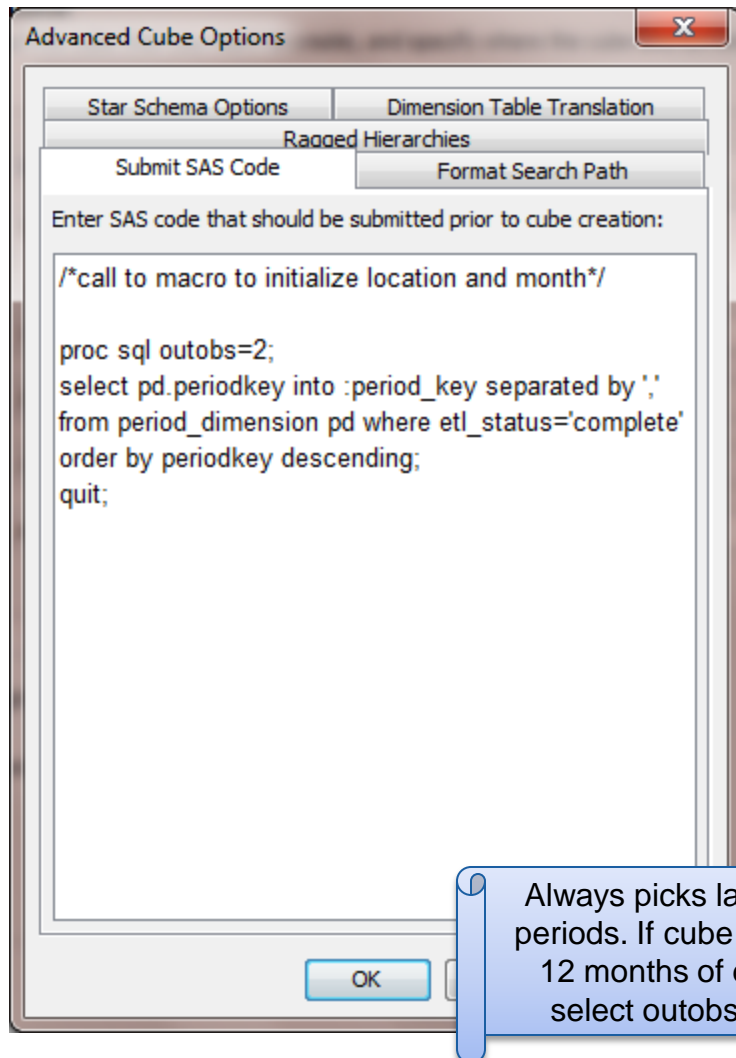 Advanced Cube Options
Star Schema Options
Dimension Table Translation
Ragged Hierarchies
Submit SAS Code
Format Search Path
Enter SAS code that should be submitted prior to cube creation:
/*call to macro to initialize location and month*/
proc sql outobs=2;
select pd.periodkey into :period_key separated by ','
from period_dimension pd where etl_status='complete'
order by periodkey descending;
quit;
OK
Always picks
periods. If cube
12 months of
select